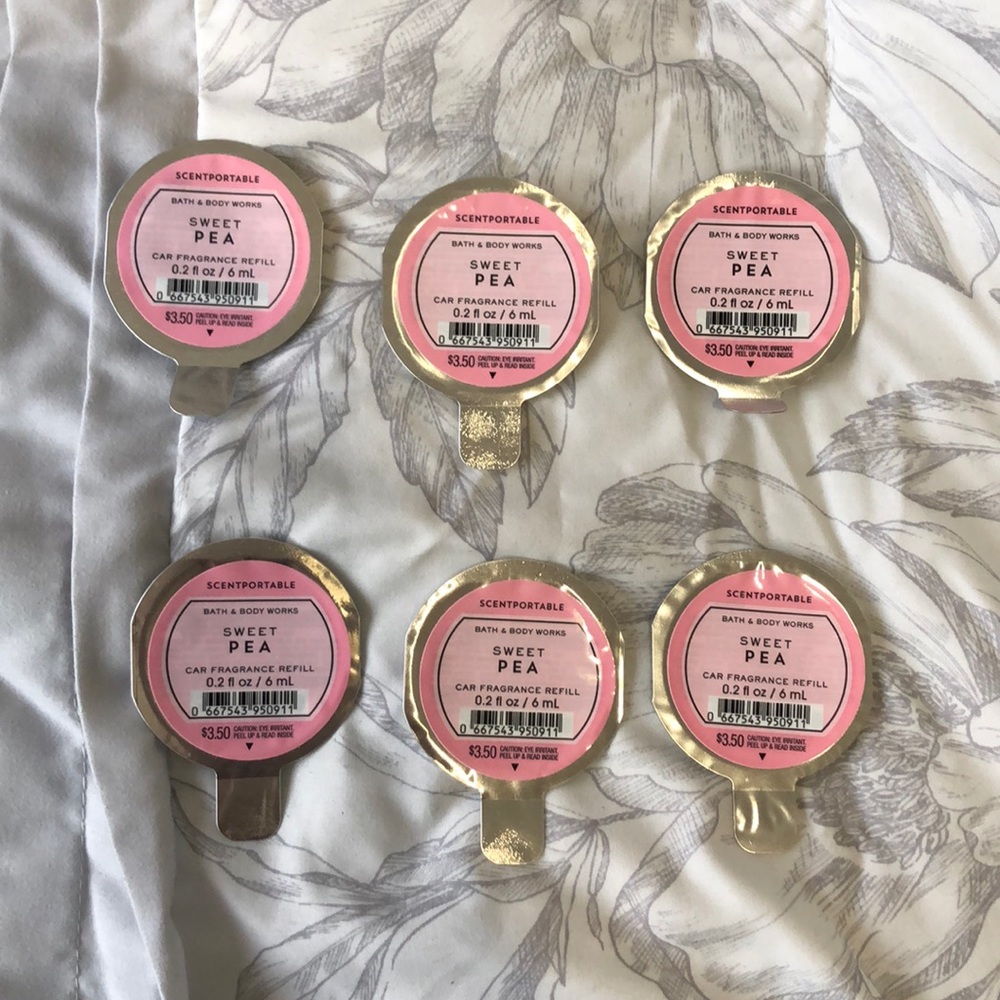 SCENTPORTABLE
BATH & BODY WORKS
SWEET
PEA
CAR FRAGRANCE REFILL
0.2 fl oz / 6 mL
0 667543 950911
$3.50 CAUTION: EYE IRRITANT.
PEEL UP & READ INSIDE
SCENTPORTABLE
BATH & BODY WORKS
SWEET
PEA
CAR FRAGRANCE REFILL
0.2 fl oz / 6 mL
0 667543 950911
$3.50 CAUTION: EYE IRRITANT.
PEEL UP & READ INSIDE
SCENTPORTABLE
BATH & BODY WORKS
SWEET
PEA
CAR FRAGRANCE REFILL
0.2 fl oz / 6 mL
0 667543 950911
$3.50 CAUTION: EYE IRRITANT.
PEEL UP & READ INSIDE
SCENTPORTABLE
BATH & BODY WORKS
SWEET
PEA
CAR FRAGRANCE REFILL
0.2 fl oz / 6 mL
0 667543 950911
$3.50 CAUTION: EYE IRRITANT.
PEEL UP & READ INSIDE
SCENTPORTABLE
BATH & BODY WORKS
SWEET
PEA
CAR FRAGRANCE REFILL
0.2 fl oz / 6 mL
0 667543 950911
$3.50 CAUTION: EYE IRRITANT.
PEEL UP & READ INSIDE
SCENTPORTABLE
BATH & BODY WORKS
SWEET
PEA
CAR FRAGRANCE REFILL
0.2 fl oz / 6 mL
0 667543 950911
$3.50 CAUTION: EYE IRRITANT.
PEEL UP & READ INSIDE